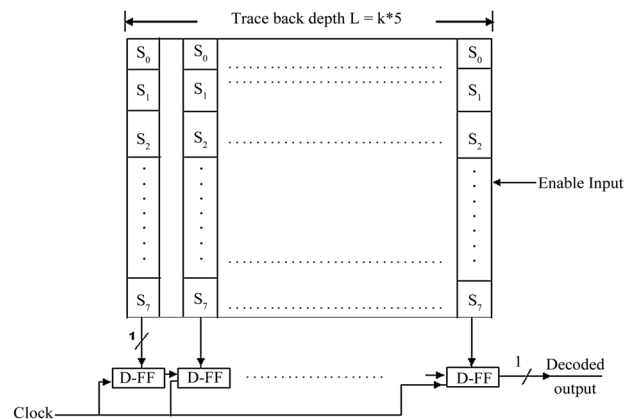 Trace back depth L = k*5
S₀ S₀ S₀
S₁ S₁ S₁
S₂ S₂ S₂
Enable Input
S₇ S₇ S₇
1
1
D-FF D-FF D-FF
Decoded
output
Clock